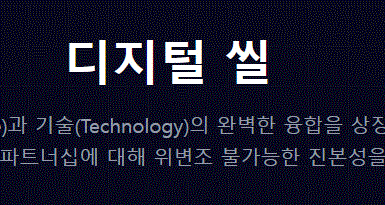 디지털 씰
)과 기술(Technology)의 완벽한 융합을 상징
파트너십에 대해 위변조 불가능한 진본성을